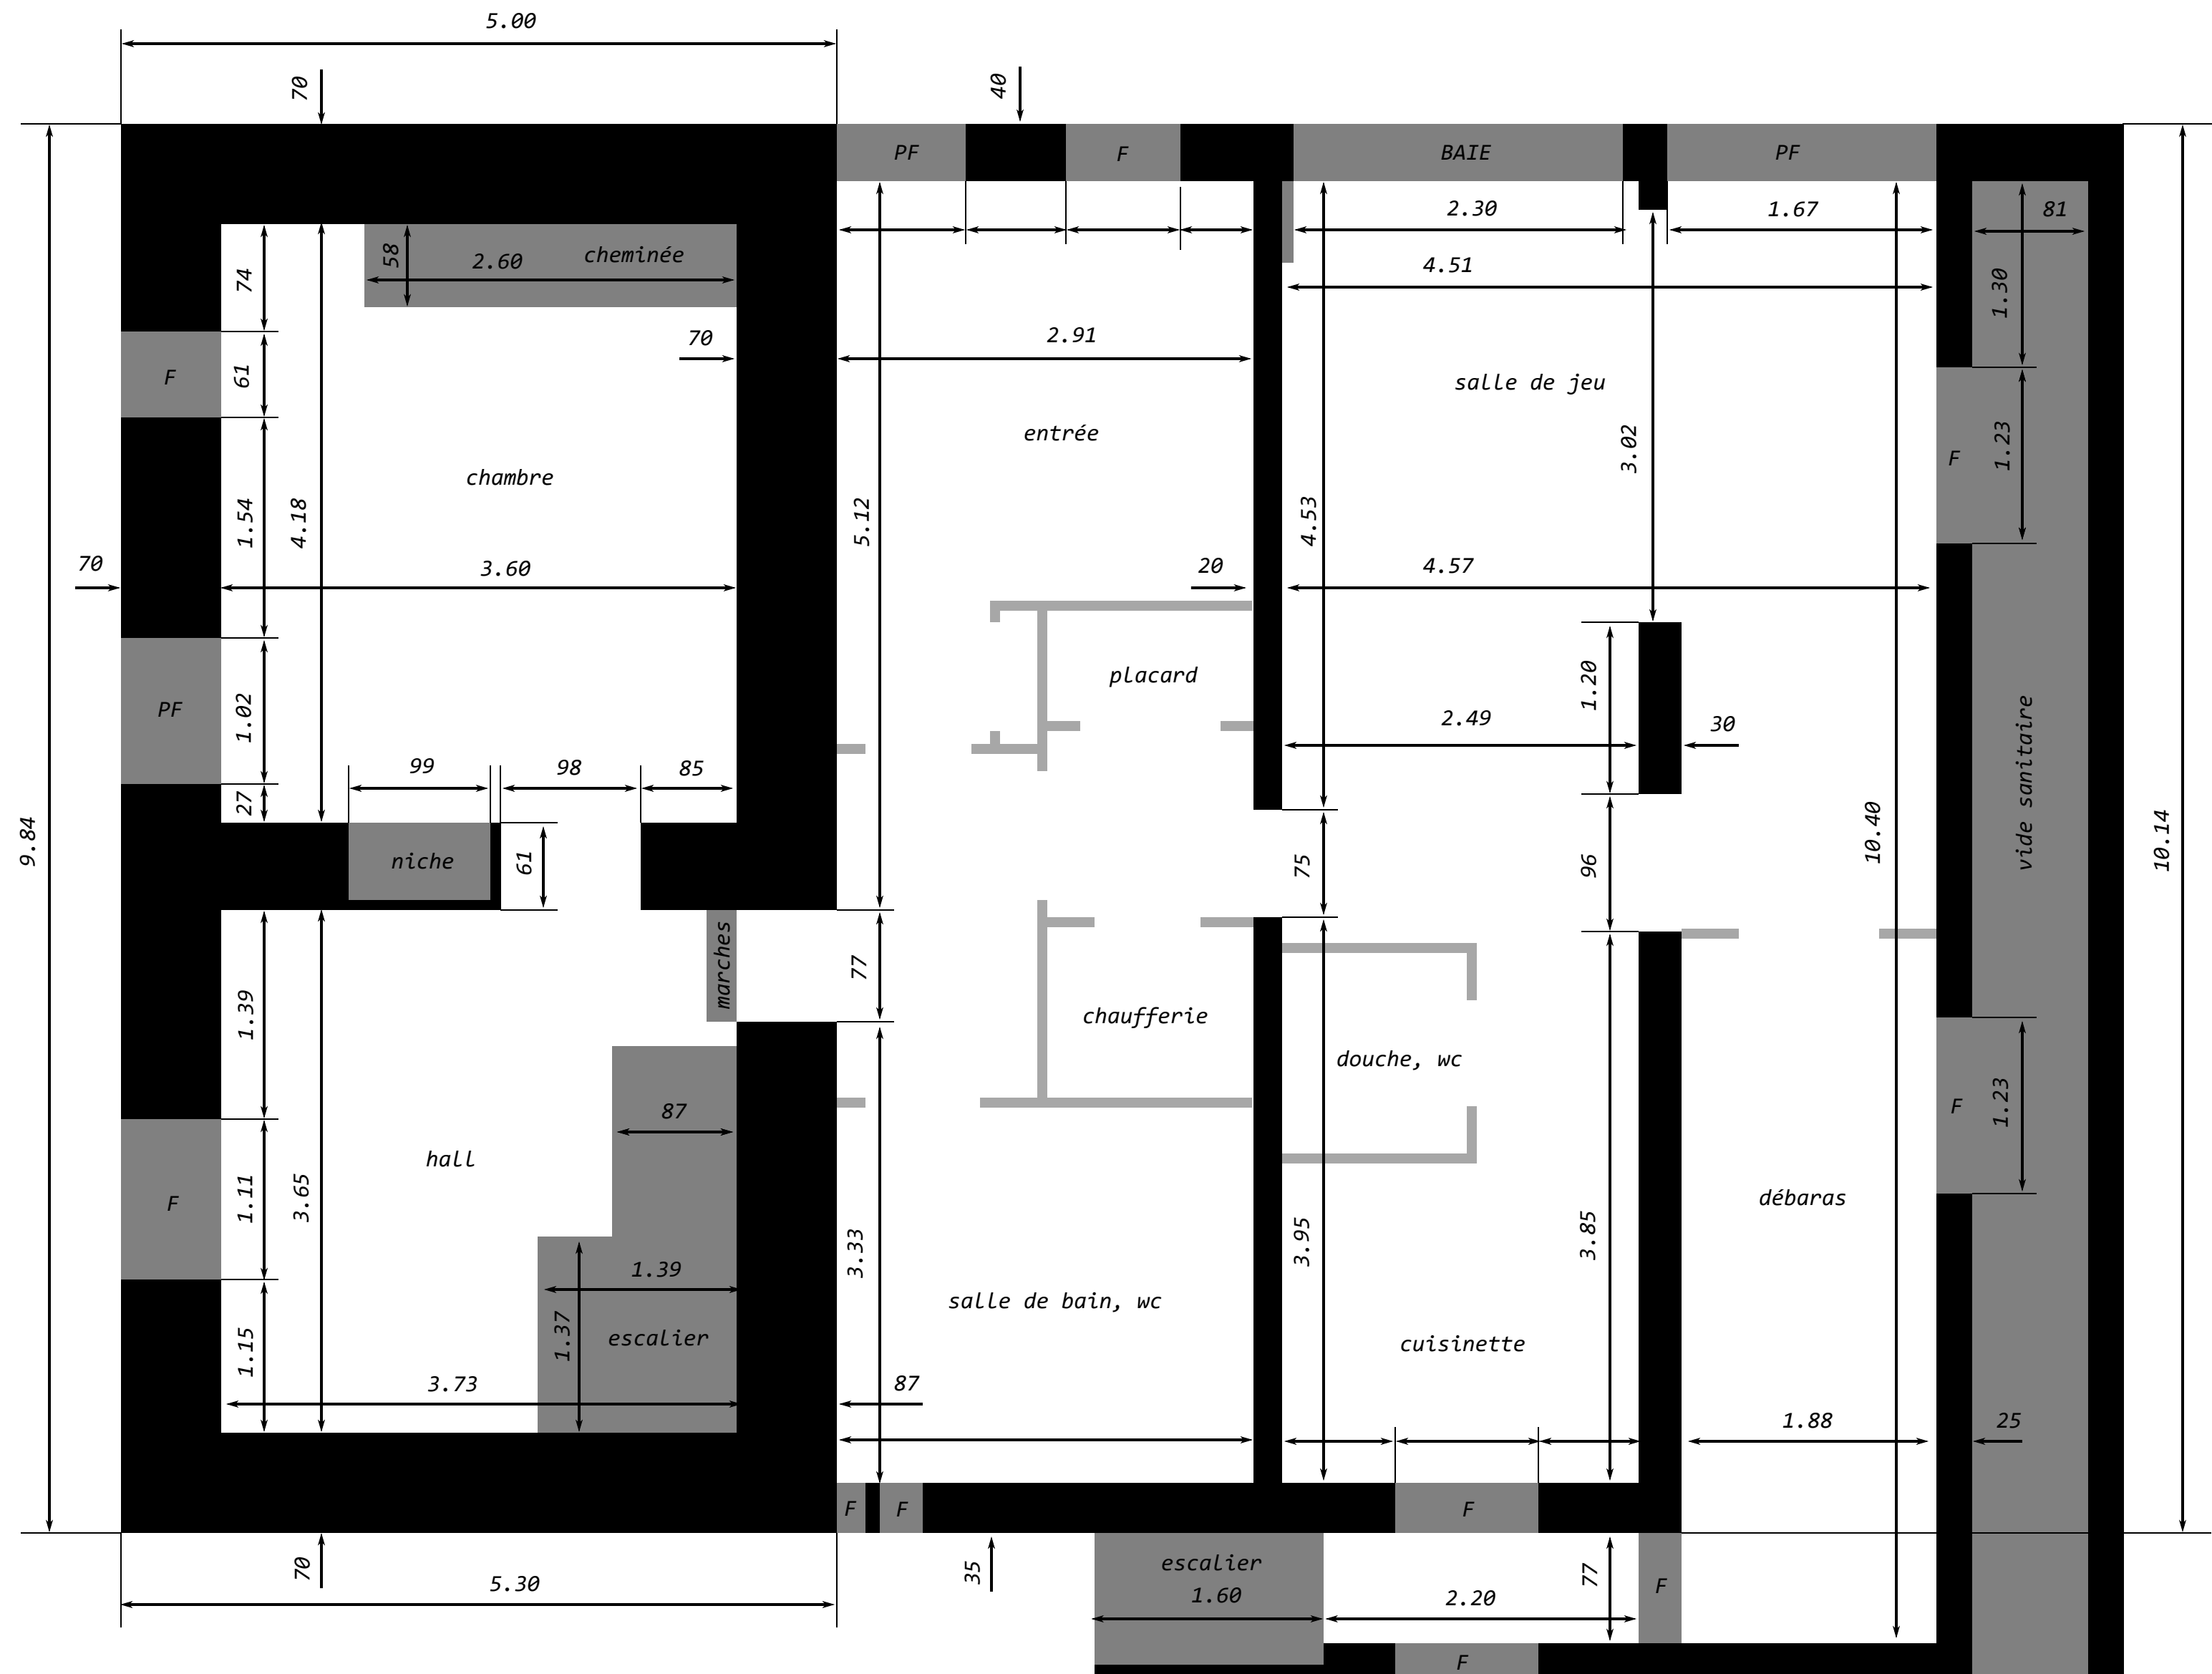 5.00
70
40
PF
F
BAIE
PF
2.30
1.67
81
58
2.60
cheminée
74
4.51
1.30
70
2.91
F
61
salle de jeu
entrée
3.02
1.23
F
chambre
1.54
4.18
5.12
4.53
70
3.60
20
4.57
placard
1.20
PF
1.02
2.49
30
vide sanitaire
99
98
85
27
9.84
10.40
10.14
niche
61
75
96
marches
77
1.39
chaufferie
douche, wc
87
F
1.23
hall
F
1.11
3.65
débaras
3.33
3.95
3.85
1.39
salle de bain, wc
1.37
escalier
1.15
cuisinette
3.73
87
1.88
25
F
F
F
70
35
escalier
77
5.30
1.60
2.20
F
F